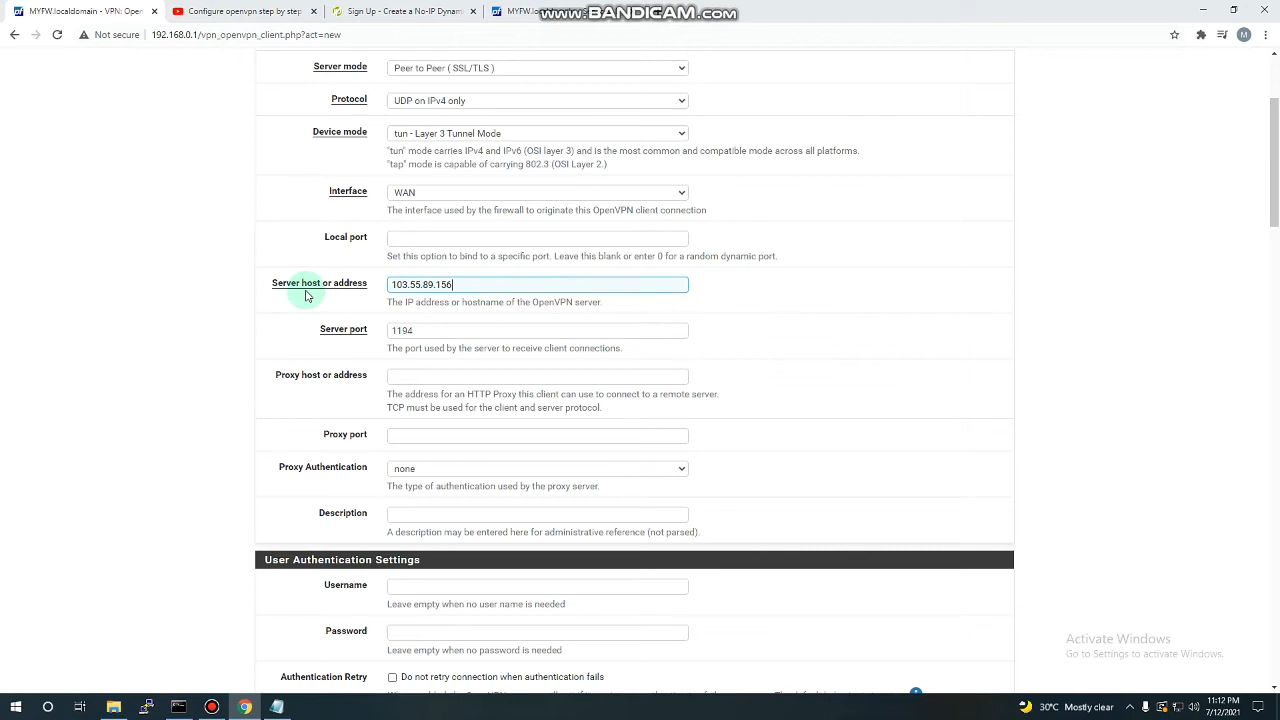 www.BANDICAM.com
MYFW.localdomain - VPN: Open
Configure openvpn step by step
Sign Up - Create a No-IP Dynamic
MYFW.local
Not secure
192.168.0.1/vpn_openvpn_client.php?act=new
M
Server mode
Peer to Peer ( SSL/TLS )
Protocol
UDP on IPv4 only
Device mode
tun - Layer 3 Tunnel Mode
"tun" mode carries IPv4 and IPv6 (OSI layer 3) and is the most common and compatible mode across all platforms.
"tap" mode is capable of carrying 802.3 (OSI Layer 2.)
Interface
WAN
The interface used by the firewall to originate this OpenVPN client connection
Local port
Set this option to bind to a specific port. Leave this blank or enter 0 for a random dynamic port.
Server host or address
103.55.89.156
The IP address or hostname of the OpenVPN server.
Server port
1194
The port used by the server to receive client connections.
Proxy host or address
The address for an HTTP Proxy this client can use to connect to a remote server.
TCP must be used for the client and server protocol.
Proxy port
Proxy Authentication
none
The type of authentication used by the proxy server.
Description
A description may be entered here for administrative reference (not parsed).
User Authentication Settings
Username
Leave empty when no user name is needed
Password
Leave empty when no password is needed
Authentication Retry
Do not retry connection when authentication fails
Activate Windows
Go to Settings to activate Windows.
30°C Mostly clear
11:12 PM
7/12/2021